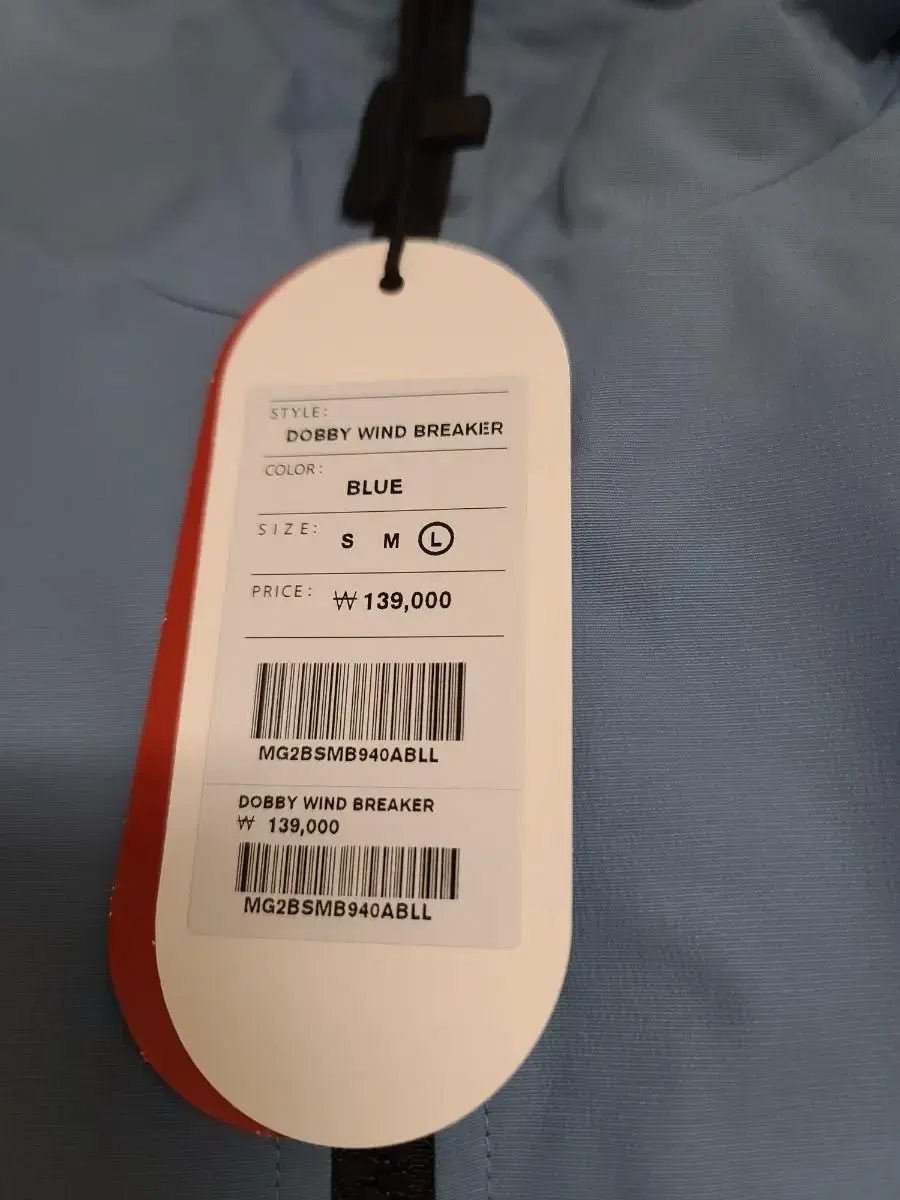 STYLE:
DOBBY WIND BREAKER
COLOR:
BLUE
SIZE: S M L
PRICE: ₩ 139,000
MG2BSMB940ABLL
DOBBY WIND BREAKER
₩ 139,000
MG2BSMB940ABLL